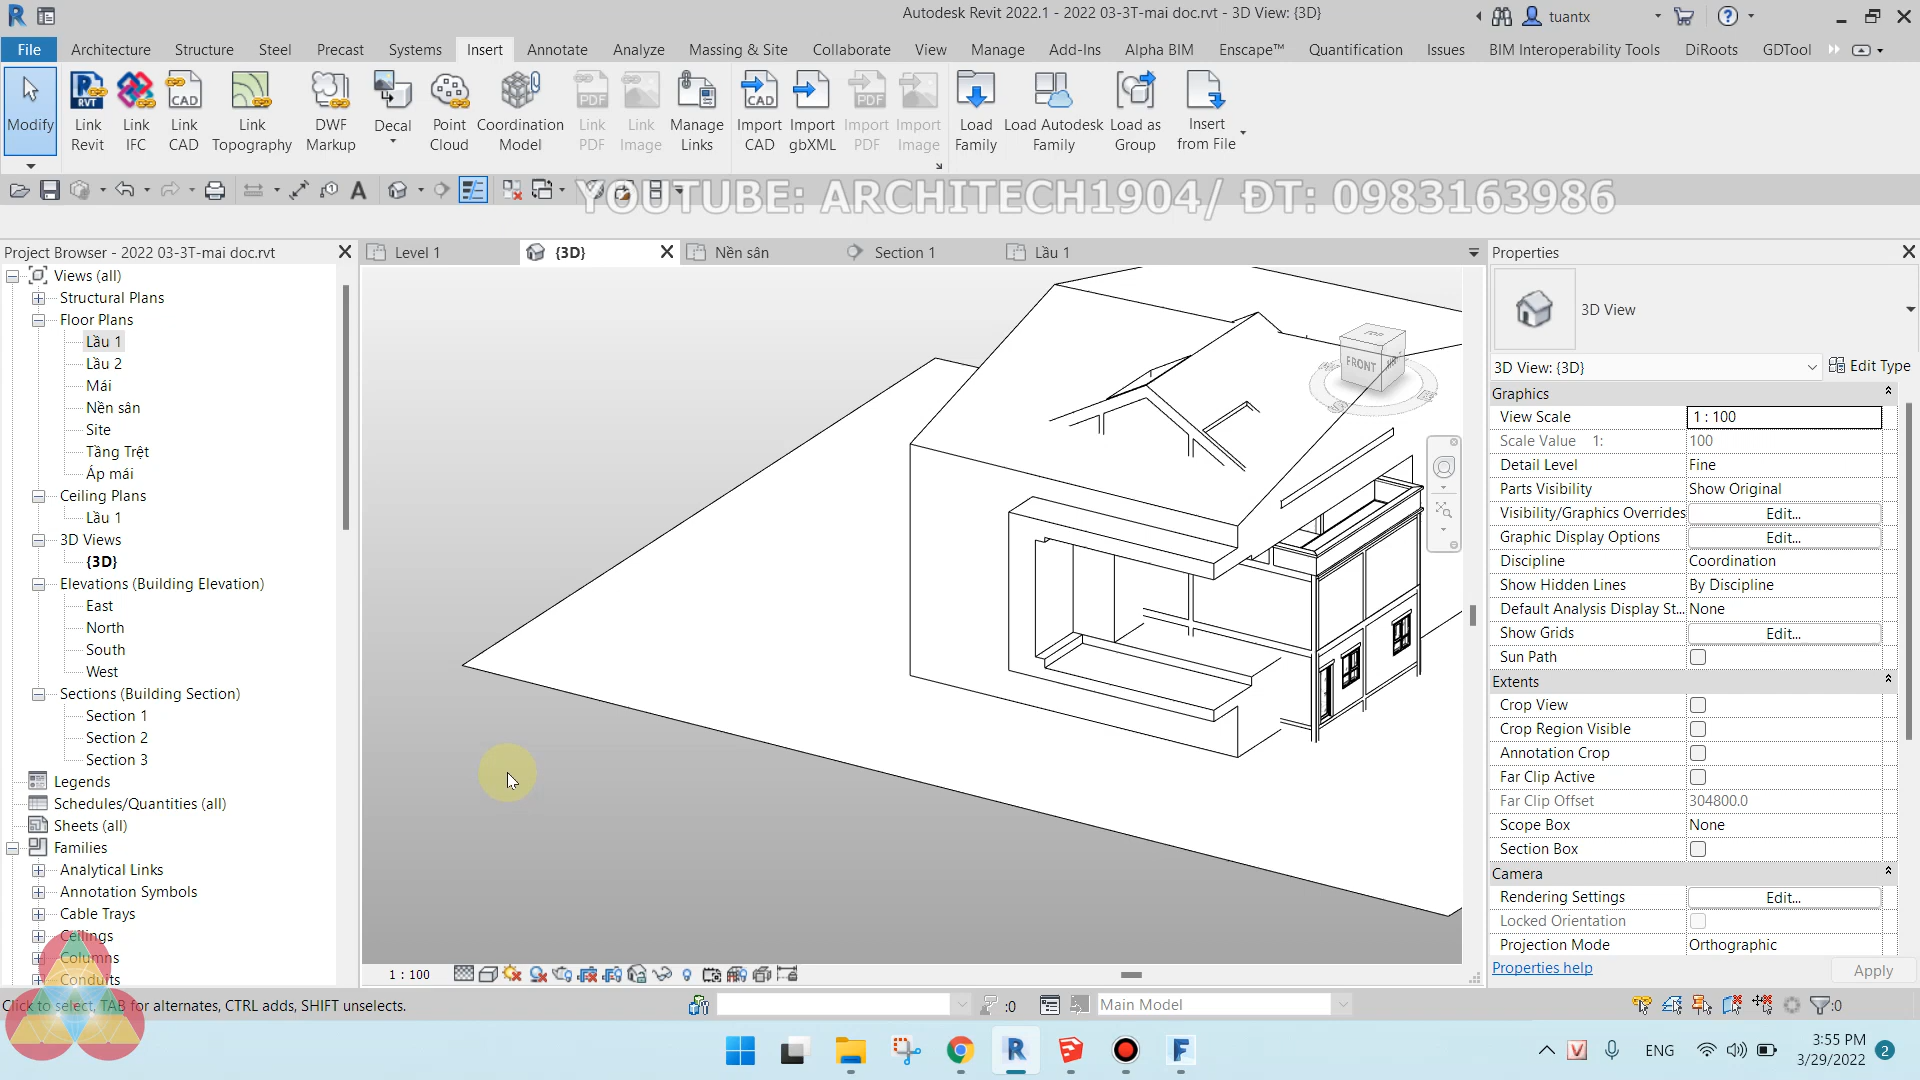 Autodesk Revit 2022.1 - 2022 03-3T-mai doc.rvt - 3D View: {3D}
tuantx
File Architecture Structure Steel Precast Systems Insert Annotate Analyze Massing & Site Collaborate View Manage Add-Ins Alpha BIM Enscape™ Quantification Issues BIM Interoperability Tools DiRoots GDTool
Modify
Link Revit
Link IFC
Link CAD
Link Topography
DWF Markup
Decal
Point Cloud
Coordination Model
Link PDF
Link Image
Manage Links
Import CAD
Import gbXML
Import PDF
Import Image
Load Family
Load Autodesk Family
Load as Group
Insert from File
YOUTUBE: ARCHITECH1904/ ĐT: 0983163986
Project Browser - 2022 03-3T-mai doc.rvt
Level 1
{3D}
Nền sân
Section 1
Lầu 1
Properties
Views (all)
Structural Plans
Floor Plans
Lầu 1
Lầu 2
Mái
Nền sân
Site
Tầng Trệt
Áp mái
Ceiling Plans
Lầu 1
3D Views
{3D}
Elevations (Building Elevation)
East
North
South
West
Sections (Building Section)
Section 1
Section 2
Section 3
Legends
Schedules/Quantities (all)
Sheets (all)
Families
Analytical Links
Annotation Symbols
Cable Trays
Ceilings
Columns
Conduits
TOP
FRONT
3D View
3D View: {3D}
Edit Type
Graphics
View Scale 1 : 100
Scale Value 1: 100
Detail Level Fine
Parts Visibility Show Original
Visibility/Graphics Overrides Edit...
Graphic Display Options Edit...
Discipline Coordination
Show Hidden Lines By Discipline
Default Analysis Display St... None
Show Grids Edit...
Sun Path
Extents
Crop View
Crop Region Visible
Annotation Crop
Far Clip Active
Far Clip Offset 304800.0
Scope Box None
Section Box
Camera
Rendering Settings Edit...
Locked Orientation
Projection Mode Orthographic
Properties help
Apply
1 : 100
Click to select, TAB for alternates, CTRL adds, SHIFT unselects.
:0
Main Model
:0
ENG
3:55 PM
3/29/2022
2